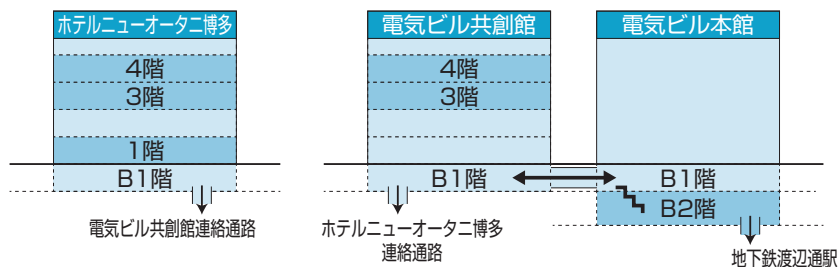 ホテルニューオータニ博多
4階
3階
1階
B1階
電気ビル共創館連絡通路
電気ビル共創館
4階
3階
B1階
ホテルニューオータニ博多
連絡通路
電気ビル本館
B1階
B2階
地下鉄渡辺通駅